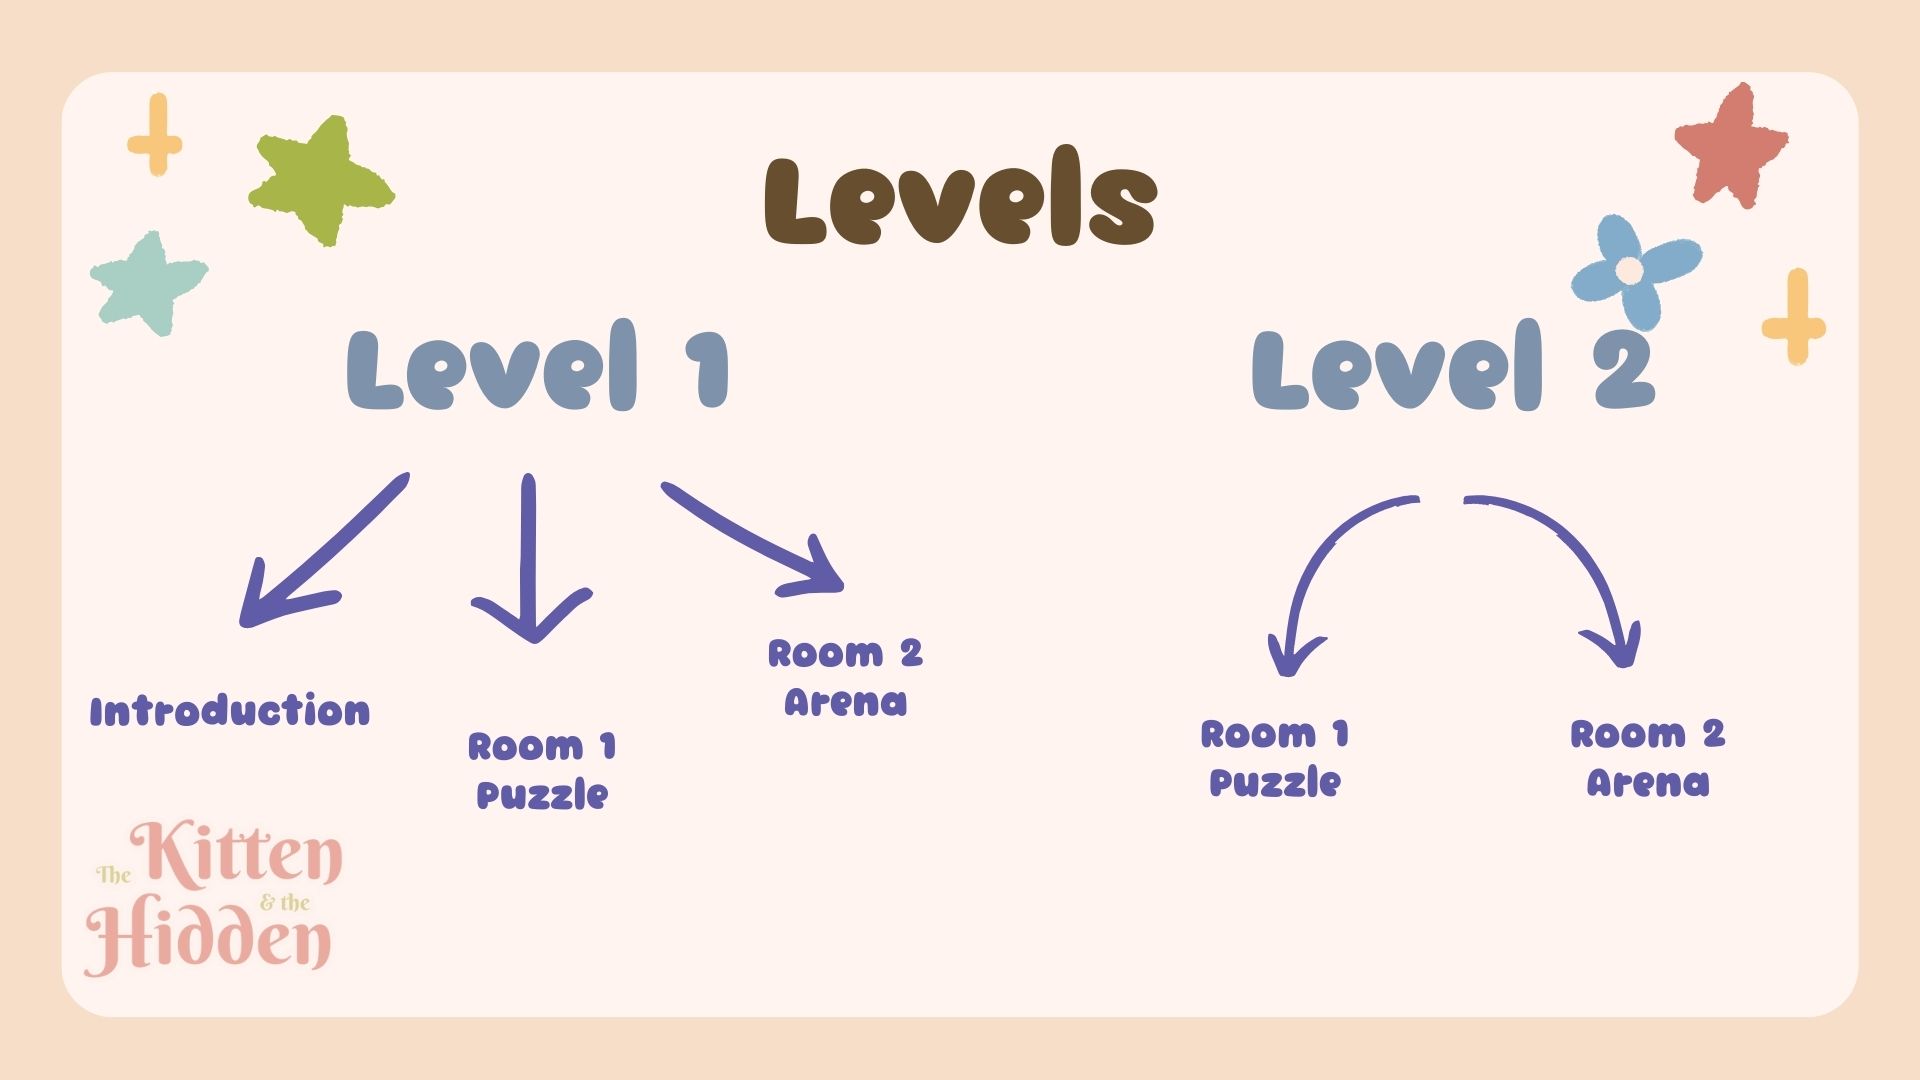 Levels
Level 1
Level 2
Introduction
Room 1
Puzzle
Room 2
Arena
Room 1
Puzzle
Room 2
Arena
The Kitten
& the
Hidden